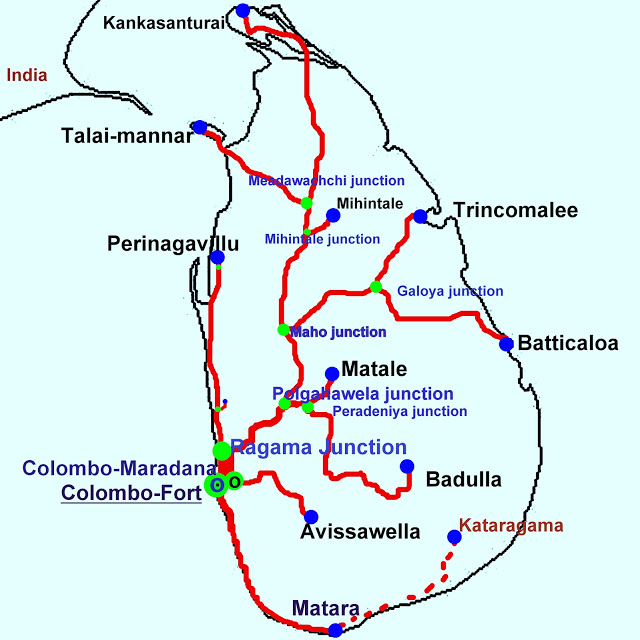 Kankasanturai
India
Talai-mannar
Meadawachchi junction
Mihintale
Trincomalee
Perinagavillu
Mihintale junction
Galoya junction
Maho junction
Batticaloa
Matale
Polgahawela junction
Peradeniya junction
Ragama Junction
Colombo-Maradana
Colombo-Fort
O
O
Badulla
Avissawella
Kataragama
Matara